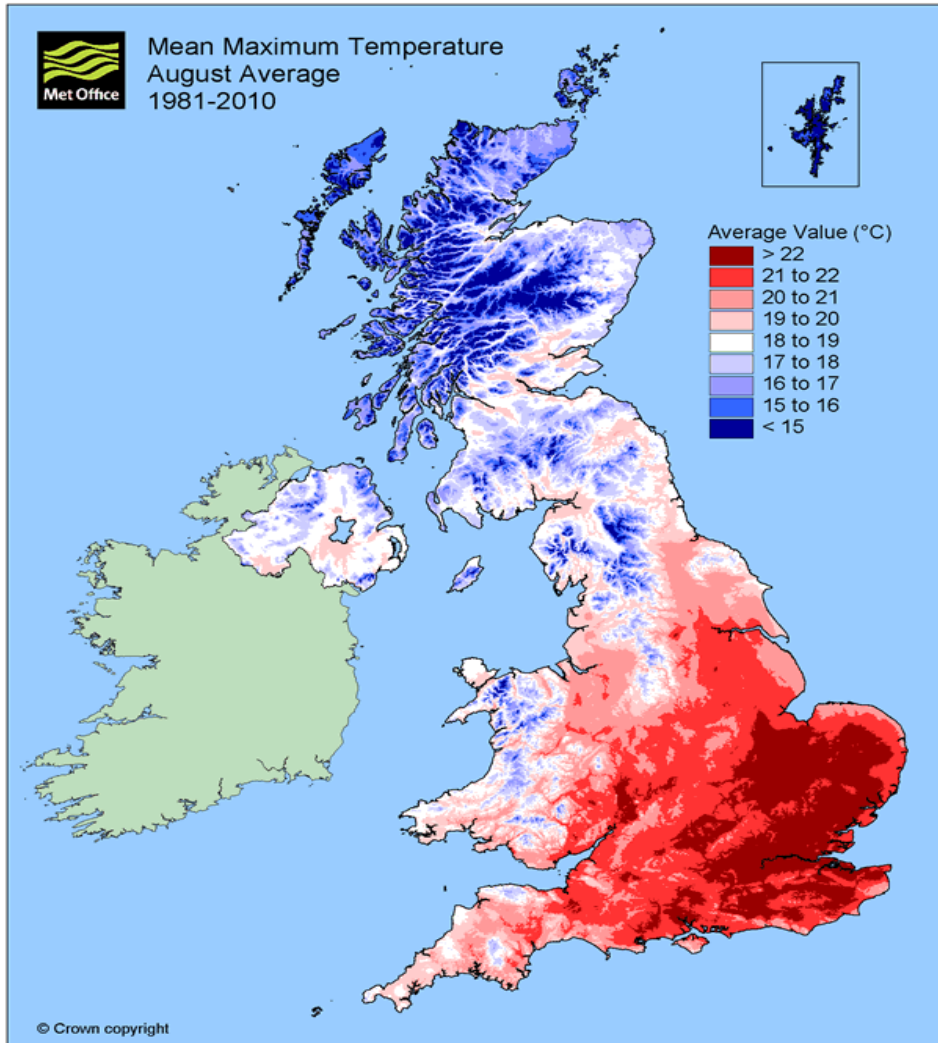 Met Office
Mean Maximum Temperature
August Average
1981-2010
Average Value (°C)
> 22
21 to 22
20 to 21
19 to 20
18 to 19
17 to 18
16 to 17
15 to 16
< 15
© Crown copyright